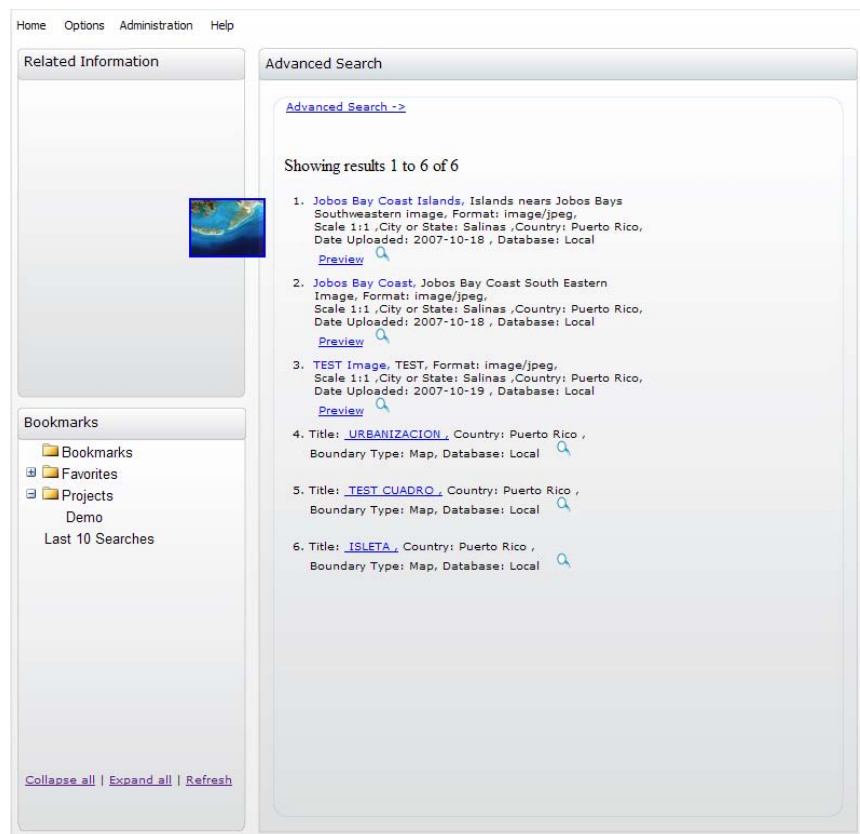 Home Options Administration Help
Related Information
Bookmarks
Bookmarks
Favorites
Projects
Demo
Last 10 Searches
Collapse all | Expand all | Refresh
Advanced Search
Advanced Search ->
Showing results 1 to 6 of 6
1. Jobos Bay Coast Islands, Islands nears Jobos Bays
Southweastern image, Format: image/jpeg,
Scale 1:1 ,City or State: Salinas ,Country: Puerto Rico,
Date Uploaded: 2007-10-18 , Database: Local
Preview
2. Jobos Bay Coast, Jobos Bay Coast South Eastern
Image, Format: image/jpeg,
Scale 1:1 ,City or State: Salinas ,Country: Puerto Rico,
Date Uploaded: 2007-10-18 , Database: Local
Preview
3. TEST Image, TEST, Format: image/jpeg,
Scale 1:1 ,City or State: Salinas ,Country: Puerto Rico,
Date Uploaded: 2007-10-19 , Database: Local
Preview
4. Title: URBANIZACION , Country: Puerto Rico ,
Boundary Type: Map, Database: Local
5. Title: TEST CUADRO , Country: Puerto Rico ,
Boundary Type: Map, Database: Local
6. Title: ISLETA , Country: Puerto Rico ,
Boundary Type: Map, Database: Local